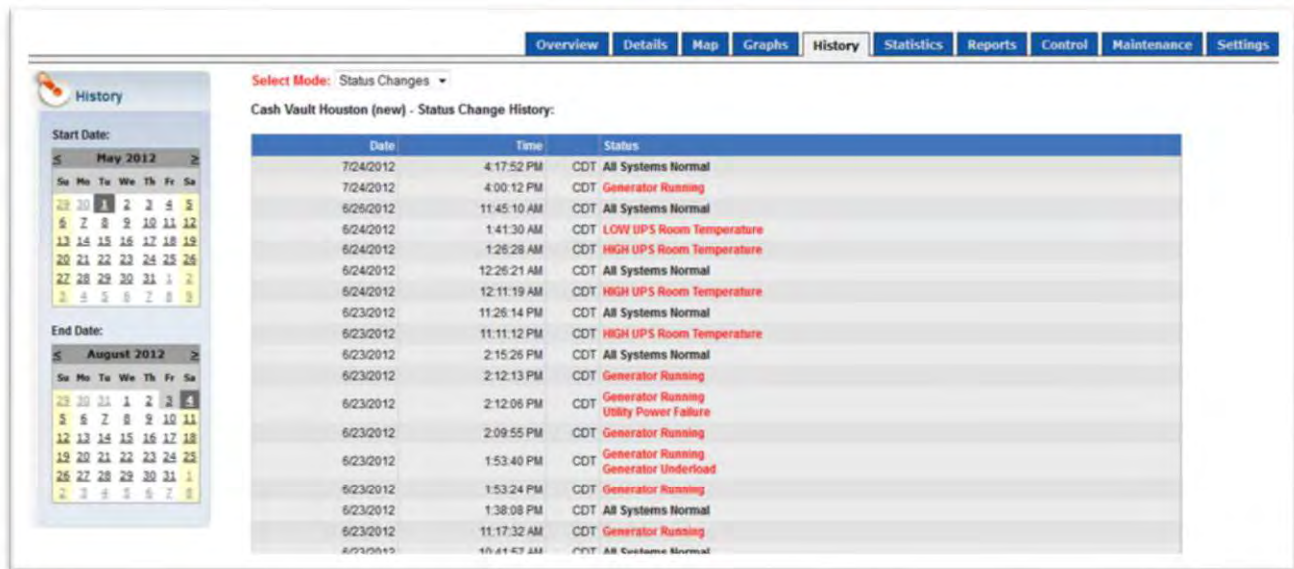 Overview Details Map Graphs History Statistics Reports Control Maintenance Settings
History
Start Date:
< May 2012 >
Su Mo Tu We Th Fr Sa
29 30 1 2 3 4 5
6 7 8 9 10 11 12
13 14 15 16 17 18 19
20 21 22 23 24 25 26
27 28 29 30 31 1 2
3 4 5 6 7 8 9
End Date:
< August 2012 >
Su Mo Tu We Th Fr Sa
29 30 31 1 2 3 4
5 6 7 8 9 10 11
12 13 14 15 16 17 18
19 20 21 22 23 24 25
26 27 28 29 30 31 1
2 3 4 5 6 7 8
Select Mode: Status Changes
Cash Vault Houston (new) - Status Change History:
Date Time Status
7/24/2012 4:17:52 PM CDT All Systems Normal
7/24/2012 4:00:12 PM CDT Generator Running
6/26/2012 11:45:10 AM CDT All Systems Normal
6/24/2012 1:41:30 AM CDT LOW UPS Room Temperature
6/24/2012 1:26:28 AM CDT HIGH UPS Room Temperature
6/24/2012 12:26:21 AM CDT All Systems Normal
6/24/2012 12:11:19 AM CDT HIGH UPS Room Temperature
6/23/2012 11:26:14 PM CDT All Systems Normal
6/23/2012 11:11:12 PM CDT HIGH UPS Room Temperature
6/23/2012 2:15:26 PM CDT All Systems Normal
6/23/2012 2:12:13 PM CDT Generator Running
6/23/2012 2:12:06 PM CDT Generator Running
Utility Power Failure
6/23/2012 2:09:55 PM CDT Generator Running
6/23/2012 1:53:40 PM CDT Generator Running
Generator Underload
6/23/2012 1:53:24 PM CDT Generator Running
6/23/2012 1:38:08 PM CDT All Systems Normal
6/23/2012 11:17:32 AM CDT Generator Running
6/23/2012 10:41:57 AM CDT All Systems Normal